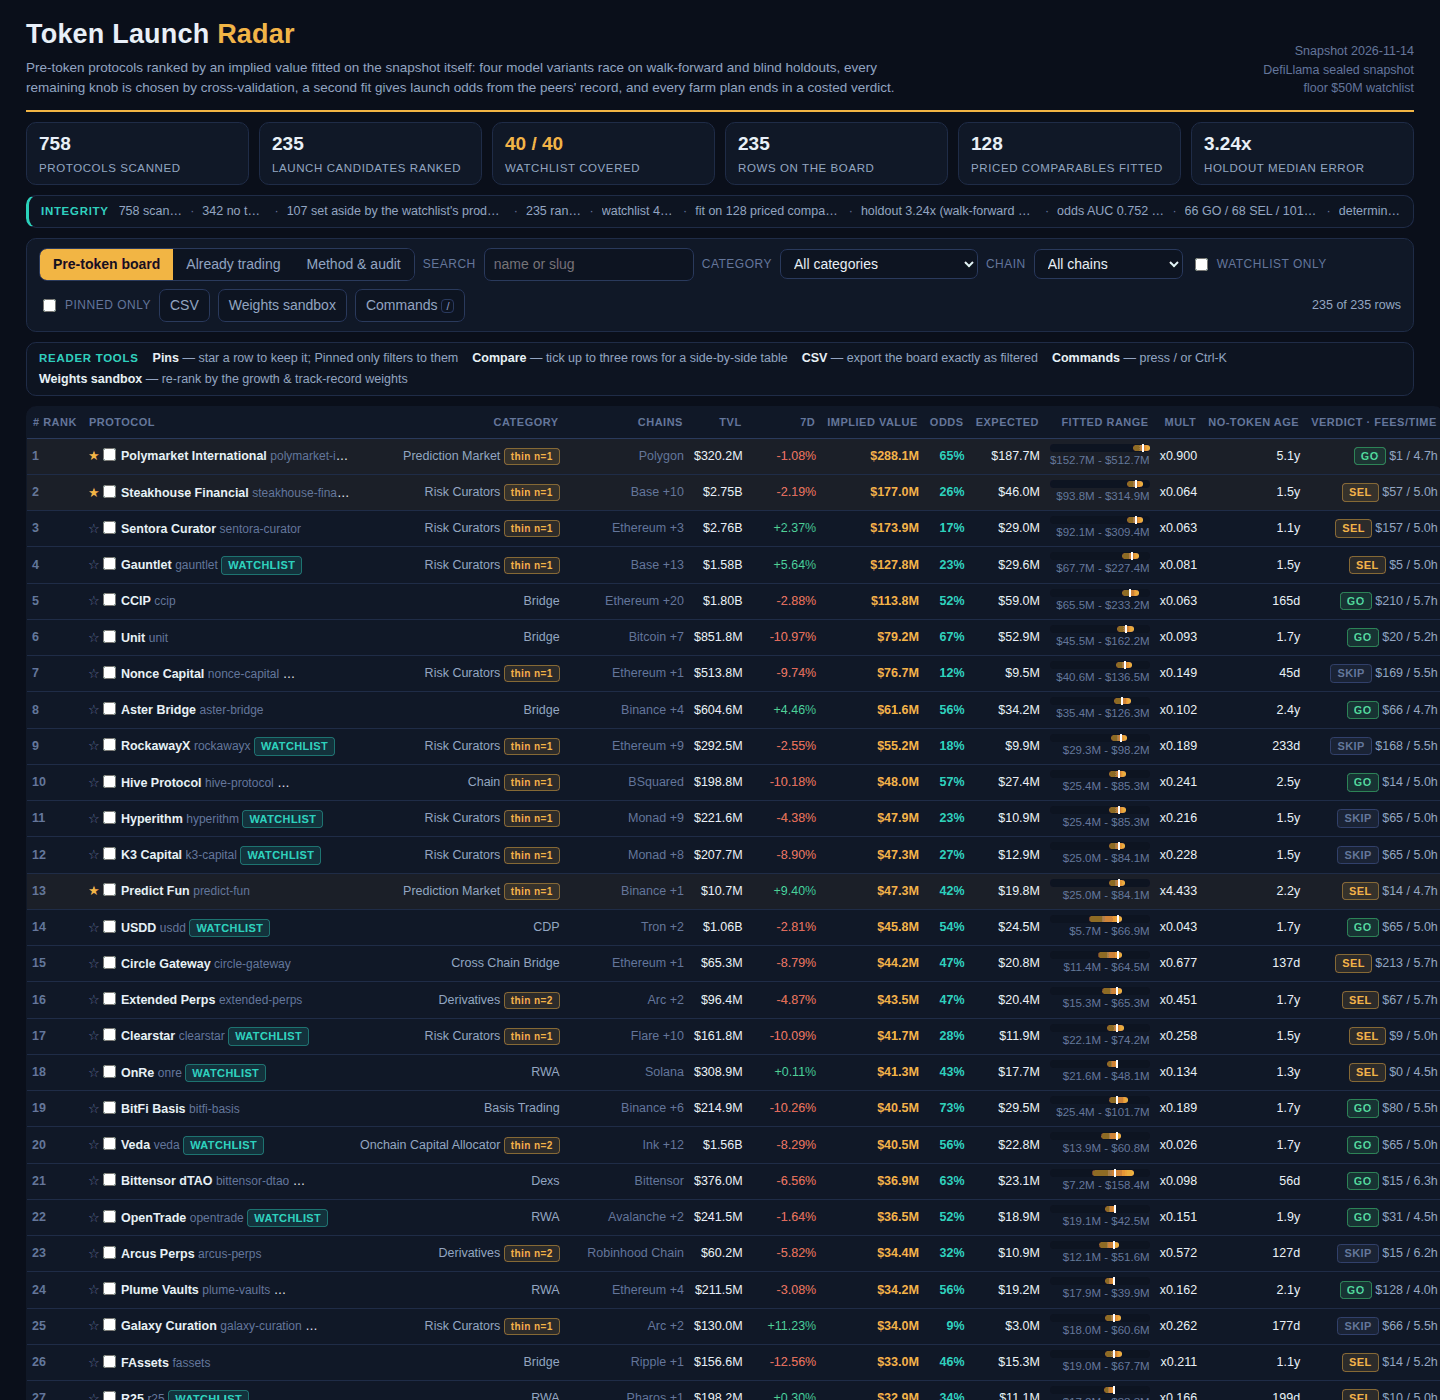 Token Launch Radar
Pre-token protocols ranked by an implied value fitted on the snapshot itself: four model variants race on walk-forward and blind holdouts, every
remaining knob is chosen by cross-validation, a second fit gives launch odds from the peers' record, and every farm plan ends in a costed verdict.
Snapshot 2026-11-14
DefiLlama sealed snapshot
floor $50M watchlist
758
PROTOCOLS SCANNED
235
LAUNCH CANDIDATES RANKED
40 / 40
WATCHLIST COVERED
235
ROWS ON THE BOARD
128
PRICED COMPARABLES FITTED
3.24x
HOLDOUT MEDIAN ERROR
INTEGRITY 758 scan… · 342 no t… · 107 set aside by the watchlist's prod… · 235 ran… · watchlist 4… · fit on 128 priced compa… · holdout 3.24x (walk-forward … · odds AUC 0.752 … · 66 GO / 68 SEL / 101… · determin…
Pre-token board Already trading Method & audit SEARCH name or slug CATEGORY All categories CHAIN All chains WATCHLIST ONLY
PINNED ONLY CSV Weights sandbox Commands / 235 of 235 rows
READER TOOLS Pins — star a row to keep it; Pinned only filters to them Compare — tick up to three rows for a side-by-side table CSV — export the board exactly as filtered Commands — press / or Ctrl-K
Weights sandbox — re-rank by the growth & track-record weights
# RANK PROTOCOL CATEGORY CHAINS TVL 7D IMPLIED VALUE ODDS EXPECTED FITTED RANGE MULT NO-TOKEN AGE VERDICT · FEES/TIME
1 ★ Polymarket International polymarket-i… Prediction Market thin n=1 Polygon $320.2M -1.08% $288.1M 65% $187.7M $152.7M - $512.7M x0.900 5.1y GO $1 / 4.7h
2 ★ Steakhouse Financial steakhouse-fina… Risk Curators thin n=1 Base +10 $2.75B -2.19% $177.0M 26% $46.0M $93.8M - $314.9M x0.064 1.5y SEL $57 / 5.0h
3 ☆ Sentora Curator sentora-curator Risk Curators thin n=1 Ethereum +3 $2.76B +2.37% $173.9M 17% $29.0M $92.1M - $309.4M x0.063 1.1y SEL $157 / 5.0h
4 ☆ Gauntlet gauntlet WATCHLIST Risk Curators thin n=1 Base +13 $1.58B +5.64% $127.8M 23% $29.6M $67.7M - $227.4M x0.081 1.5y SEL $5 / 5.0h
5 ☆ CCIP ccip Bridge Ethereum +20 $1.80B -2.88% $113.8M 52% $59.0M $65.5M - $233.2M x0.063 165d GO $210 / 5.7h
6 ☆ Unit unit Bridge Bitcoin +7 $851.8M -10.97% $79.2M 67% $52.9M $45.5M - $162.2M x0.093 1.7y GO $20 / 5.2h
7 ☆ Nonce Capital nonce-capital … Risk Curators thin n=1 Ethereum +1 $513.8M -9.74% $76.7M 12% $9.5M $40.6M - $136.5M x0.149 45d SKIP $169 / 5.5h
8 ☆ Aster Bridge aster-bridge Bridge Binance +4 $604.6M +4.46% $61.6M 56% $34.2M $35.4M - $126.3M x0.102 2.4y GO $66 / 4.7h
9 ☆ RockawayX rockawayx WATCHLIST Risk Curators thin n=1 Ethereum +9 $292.5M -2.55% $55.2M 18% $9.9M $29.3M - $98.2M x0.189 233d SKIP $168 / 5.5h
10 ☆ Hive Protocol hive-protocol … Chain thin n=1 BSquared $198.8M -10.18% $48.0M 57% $27.4M $25.4M - $85.3M x0.241 2.5y GO $14 / 5.0h
11 ☆ Hyperithm hyperithm WATCHLIST Risk Curators thin n=1 Monad +9 $221.6M -4.38% $47.9M 23% $10.9M $25.4M - $85.3M x0.216 1.5y SKIP $65 / 5.0h
12 ☆ K3 Capital k3-capital WATCHLIST Risk Curators thin n=1 Monad +8 $207.7M -8.90% $47.3M 27% $12.9M $25.0M - $84.1M x0.228 1.5y SKIP $65 / 5.0h
13 ★ Predict Fun predict-fun Prediction Market thin n=1 Binance +1 $10.7M +9.40% $47.3M 42% $19.8M $25.0M - $84.1M x4.433 2.2y SEL $14 / 4.7h
14 ☆ USDD usdd WATCHLIST CDP Tron +2 $1.06B -2.81% $45.8M 54% $24.5M $5.7M - $66.9M x0.043 1.7y GO $65 / 5.0h
15 ☆ Circle Gateway circle-gateway Cross Chain Bridge Ethereum +1 $65.3M -8.79% $44.2M 47% $20.8M $11.4M - $64.5M x0.677 137d SEL $213 / 5.7h
16 ☆ Extended Perps extended-perps Derivatives thin n=2 Arc +2 $96.4M -4.87% $43.5M 47% $20.4M $15.3M - $65.3M x0.451 1.7y SEL $67 / 5.7h
17 ☆ Clearstar clearstar WATCHLIST Risk Curators thin n=1 Flare +10 $161.8M -10.09% $41.7M 28% $11.9M $22.1M - $74.2M x0.258 1.5y SEL $9 / 5.0h
18 ☆ OnRe onre WATCHLIST RWA Solana $308.9M +0.11% $41.3M 43% $17.7M $21.6M - $48.1M x0.134 1.3y SEL $0 / 4.5h
19 ☆ BitFi Basis bitfi-basis Basis Trading Binance +6 $214.9M -10.26% $40.5M 73% $29.5M $25.4M - $101.7M x0.189 1.7y GO $80 / 5.5h
20 ☆ Veda veda WATCHLIST Onchain Capital Allocator thin n=2 Ink +12 $1.56B -8.29% $40.5M 56% $22.8M $13.9M - $60.8M x0.026 1.7y GO $65 / 5.0h
21 ☆ Bittensor dTAO bittensor-dtao … Dexs Bittensor $376.0M -6.56% $36.9M 63% $23.1M $7.2M - $158.4M x0.098 56d GO $15 / 6.3h
22 ☆ OpenTrade opentrade WATCHLIST RWA Avalanche +2 $241.5M -1.64% $36.5M 52% $18.9M $19.1M - $42.5M x0.151 1.9y GO $31 / 4.5h
23 ☆ Arcus Perps arcus-perps Derivatives thin n=2 Robinhood Chain $60.2M -5.82% $34.4M 32% $10.9M $12.1M - $51.6M x0.572 127d SKIP $15 / 6.2h
24 ☆ Plume Vaults plume-vaults … RWA Ethereum +4 $211.5M -3.08% $34.2M 56% $19.2M $17.9M - $39.9M x0.162 2.1y GO $128 / 4.0h
25 ☆ Galaxy Curation galaxy-curation … Risk Curators thin n=1 Arc +2 $130.0M +11.23% $34.0M 9% $3.0M $18.0M - $60.6M x0.262 177d SKIP $66 / 5.5h
26 ☆ FAssets fassets Bridge Ripple +1 $156.6M -12.56% $33.0M 46% $15.3M $19.0M - $67.7M x0.211 1.1y SEL $14 / 5.2h
27 ☆ R25 r25 WATCHLIST RWA Pharos +1 $198.2M +0.30% $32.9M 34% $11.1M x0.166 199d SEL $10 / 5.0h